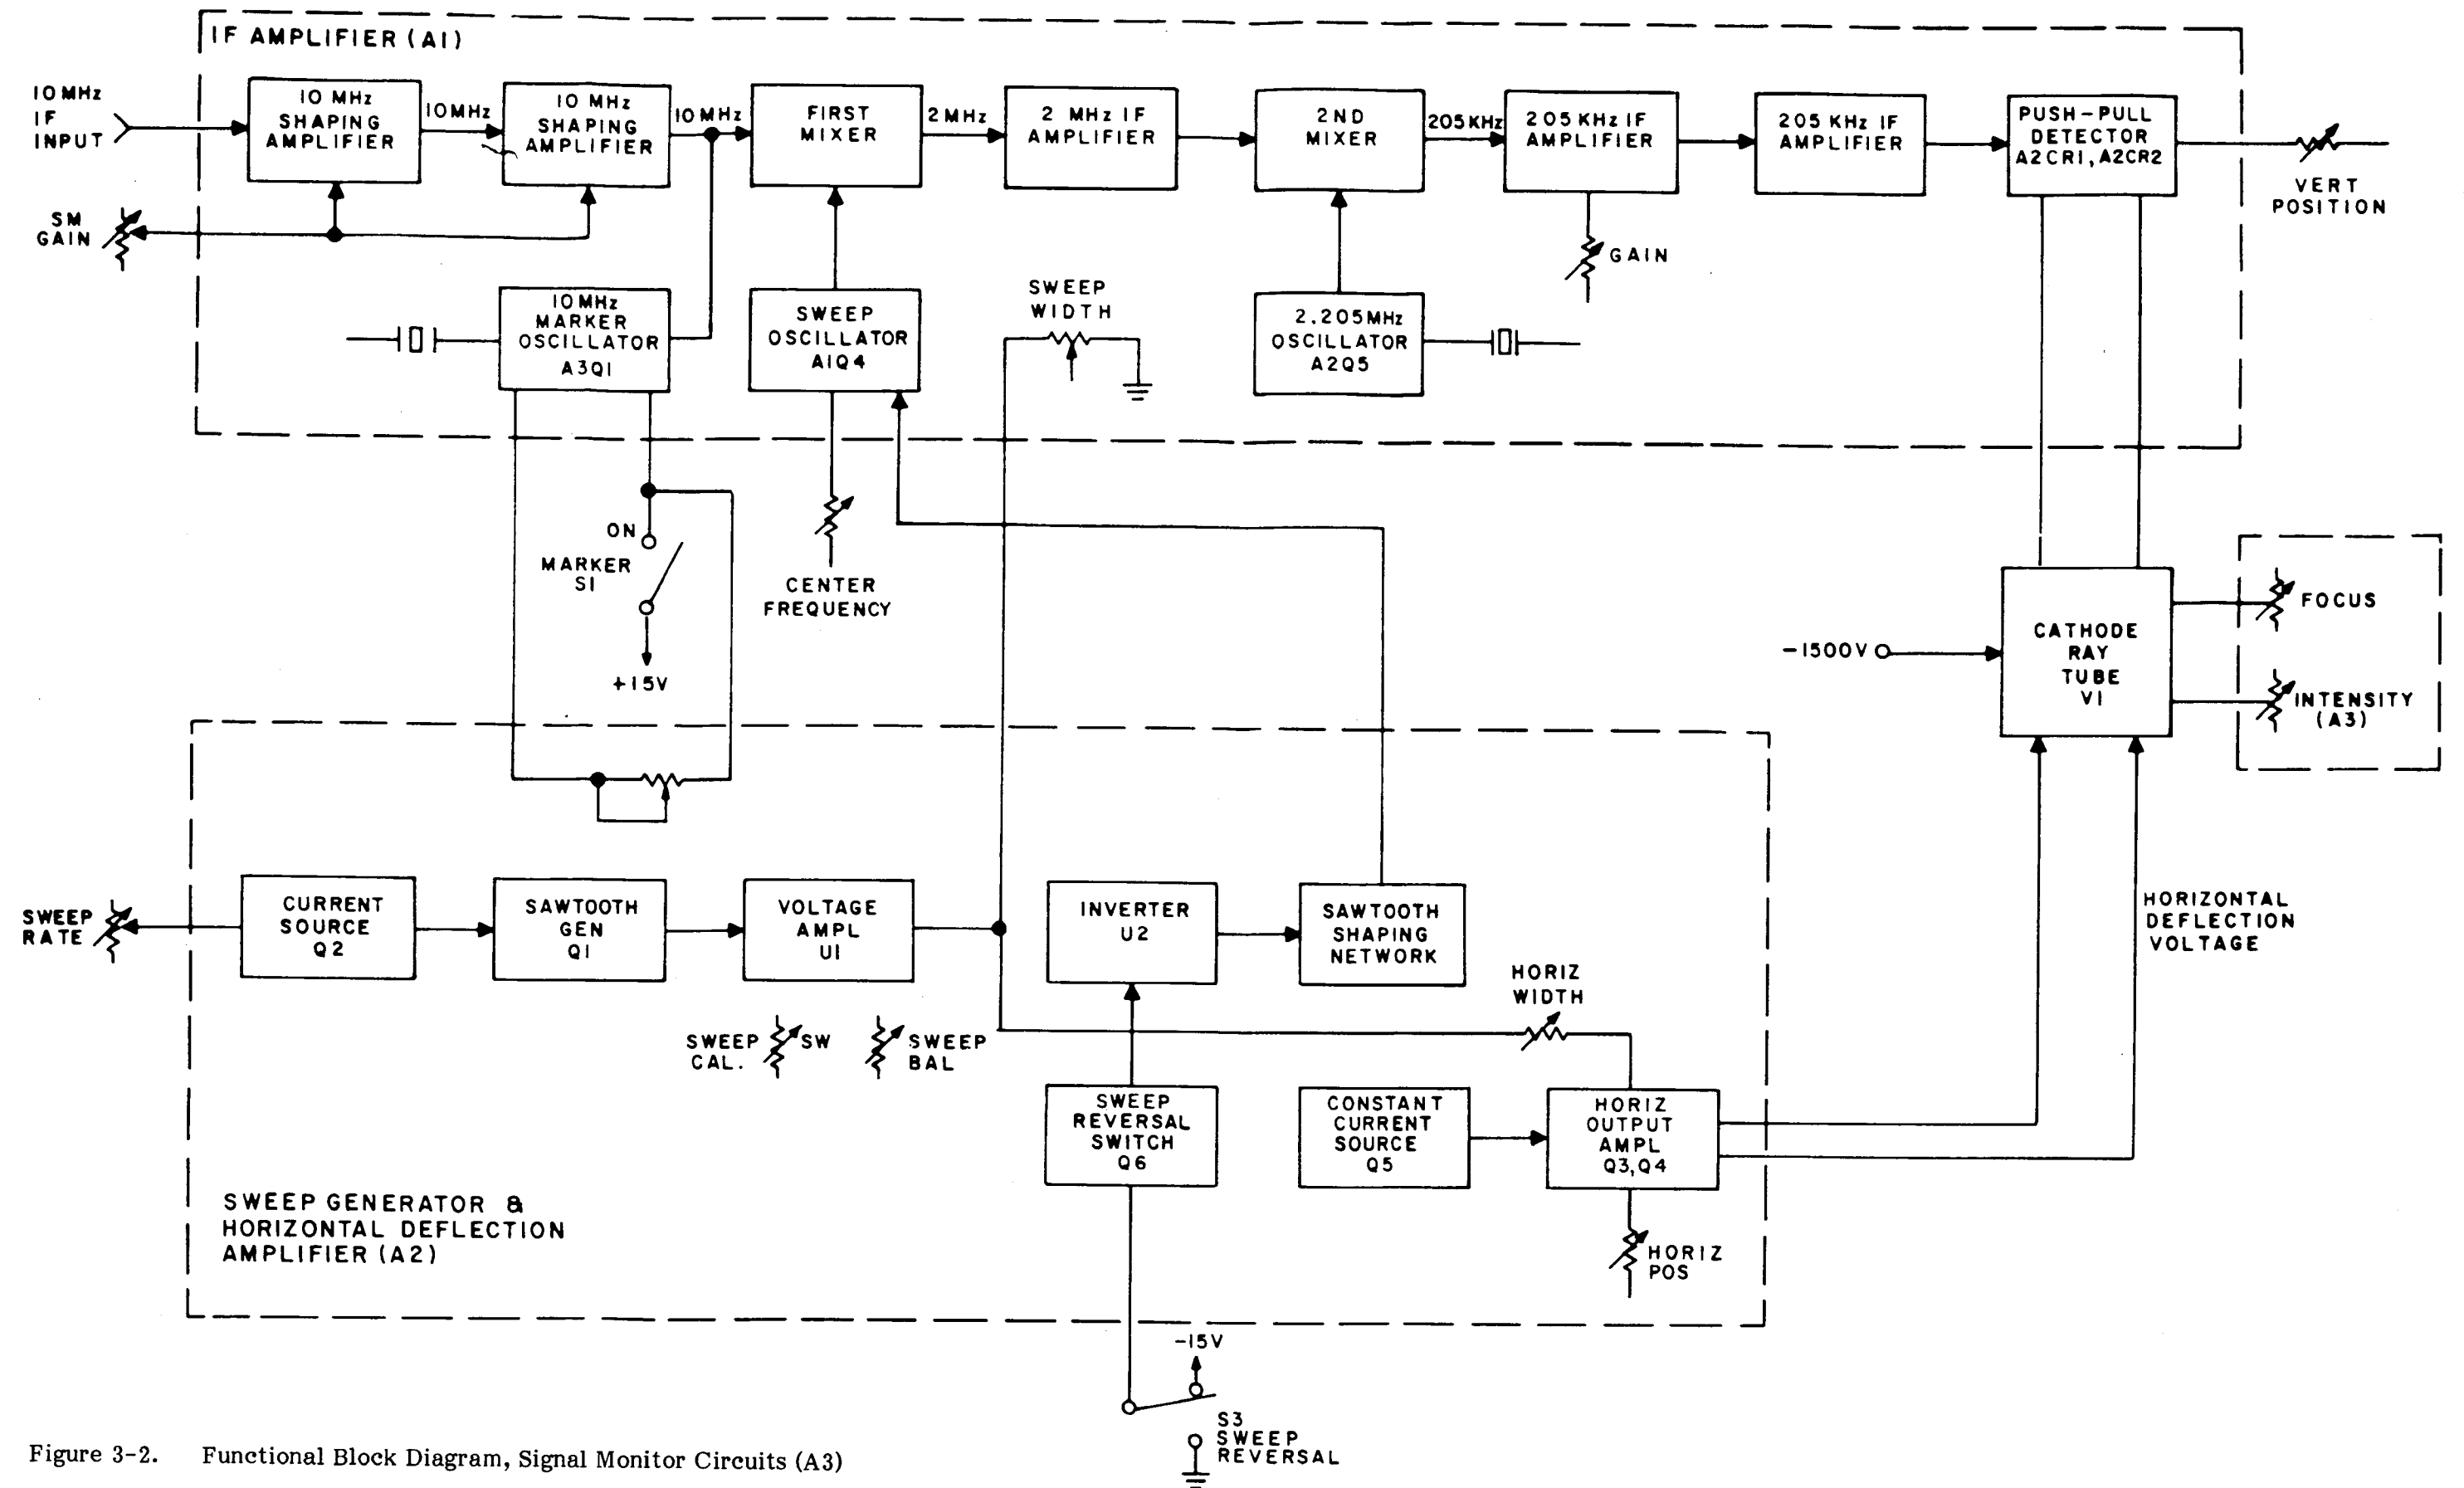 IF AMPLIFIER (A1)
10 MHz
IF
INPUT
10 MHz
SHAPING
AMPLIFIER
10MHz
10 MHz
SHAPING
AMPLIFIER
10 MHz
FIRST
MIXER
2 MHz
2 MHz IF
AMPLIFIER
2ND
MIXER
205 KHz
205 KHz IF
AMPLIFIER
205 KHz IF
AMPLIFIER
PUSH-PULL
DETECTOR
A2CR1, A2CR2
VERT
POSITION
SM
GAIN
GAIN
10MHz
MARKER
OSCILLATOR
A3Q1
SWEEP
OSCILLATOR
A1Q4
SWEEP
WIDTH
2.205MHz
OSCILLATOR
A2Q5
ON
MARKER
S1
+15V
CENTER
FREQUENCY
-1500V
CATHODE
RAY
TUBE
V1
FOCUS
INTENSITY
(A3)
SWEEP
RATE
CURRENT
SOURCE
Q2
SAWTOOTH
GEN
Q1
VOLTAGE
AMPL
U1
INVERTER
U2
SAWTOOTH
SHAPING
NETWORK
HORIZONTAL
DEFLECTION
VOLTAGE
HORIZ
WIDTH
SWEEP
CAL.
SW
SWEEP
BAL
SWEEP
REVERSAL
SWITCH
Q6
CONSTANT
CURRENT
SOURCE
Q5
HORIZ
OUTPUT
AMPL
Q3,Q4
HORIZ
POS
SWEEP GENERATOR &
HORIZONTAL DEFLECTION
AMPLIFIER (A2)
-15V
S3
SWEEP
REVERSAL
Figure 3-2. Functional Block Diagram, Signal Monitor Circuits (A3)